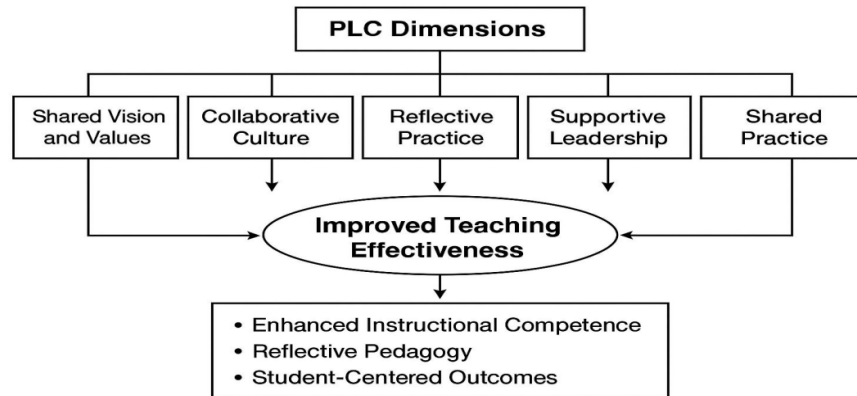 PLC Dimensions
Shared Vision
and Values
Collaborative
Culture
Reflective
Practice
Supportive
Leadership
Shared
Practice
Improved Teaching
Effectiveness
• Enhanced Instructional Competence
• Reflective Pedagogy
• Student-Centered Outcomes